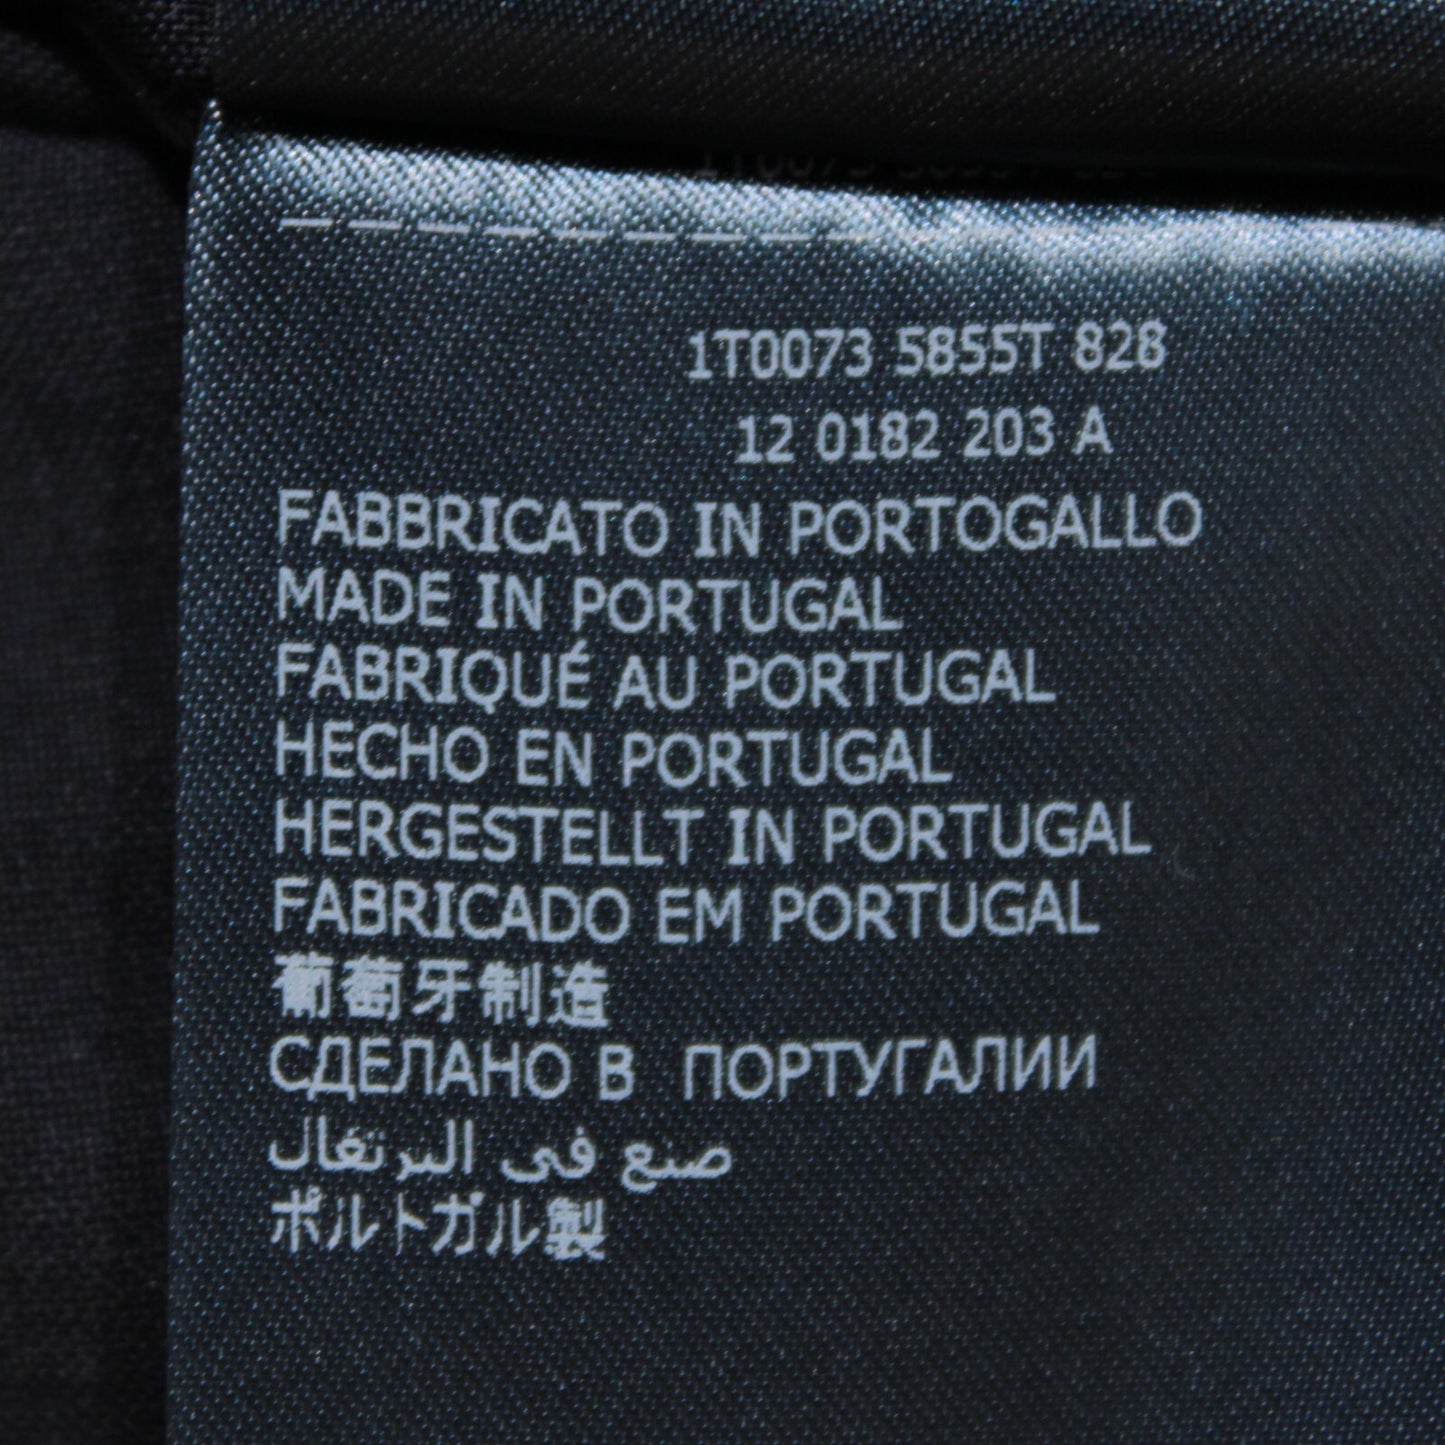 1T0073 5855T 828
12 0182 203 A
FABBRICATO IN PORTOGALLO
MADE IN PORTUGAL
FABRIQUÉ AU PORTUGAL
HECHO EN PORTUGAL
HERGESTELLT IN PORTUGAL
FABRICADO EM PORTUGAL
葡萄牙制造
СДЕЛАНО В ПОРТУГАЛИИ
صنع في البرتغال
ポルトガル製